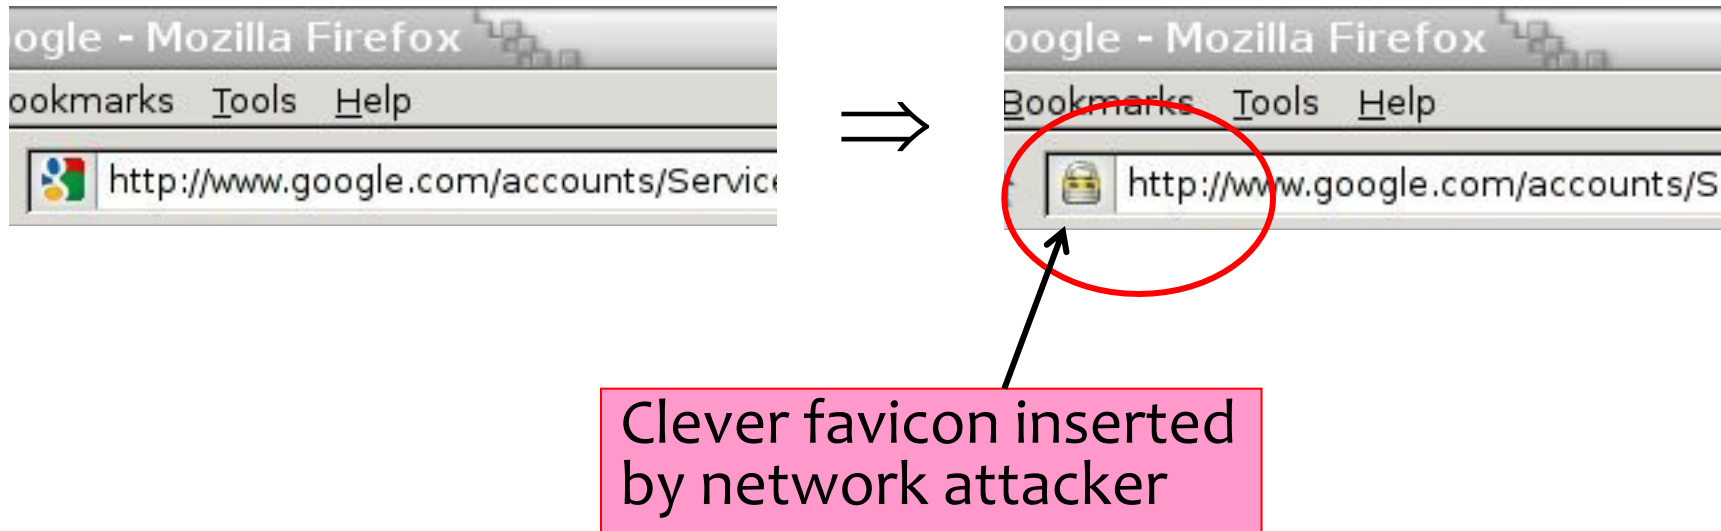 ogle - Mozilla Firefox
ookmarks Tools Help
http://www.google.com/accounts/Service
⇒
oogle - Mozilla Firefox
Bookmarks Tools Help
http://www.google.com/accounts/S
Clever favicon inserted
by network attacker